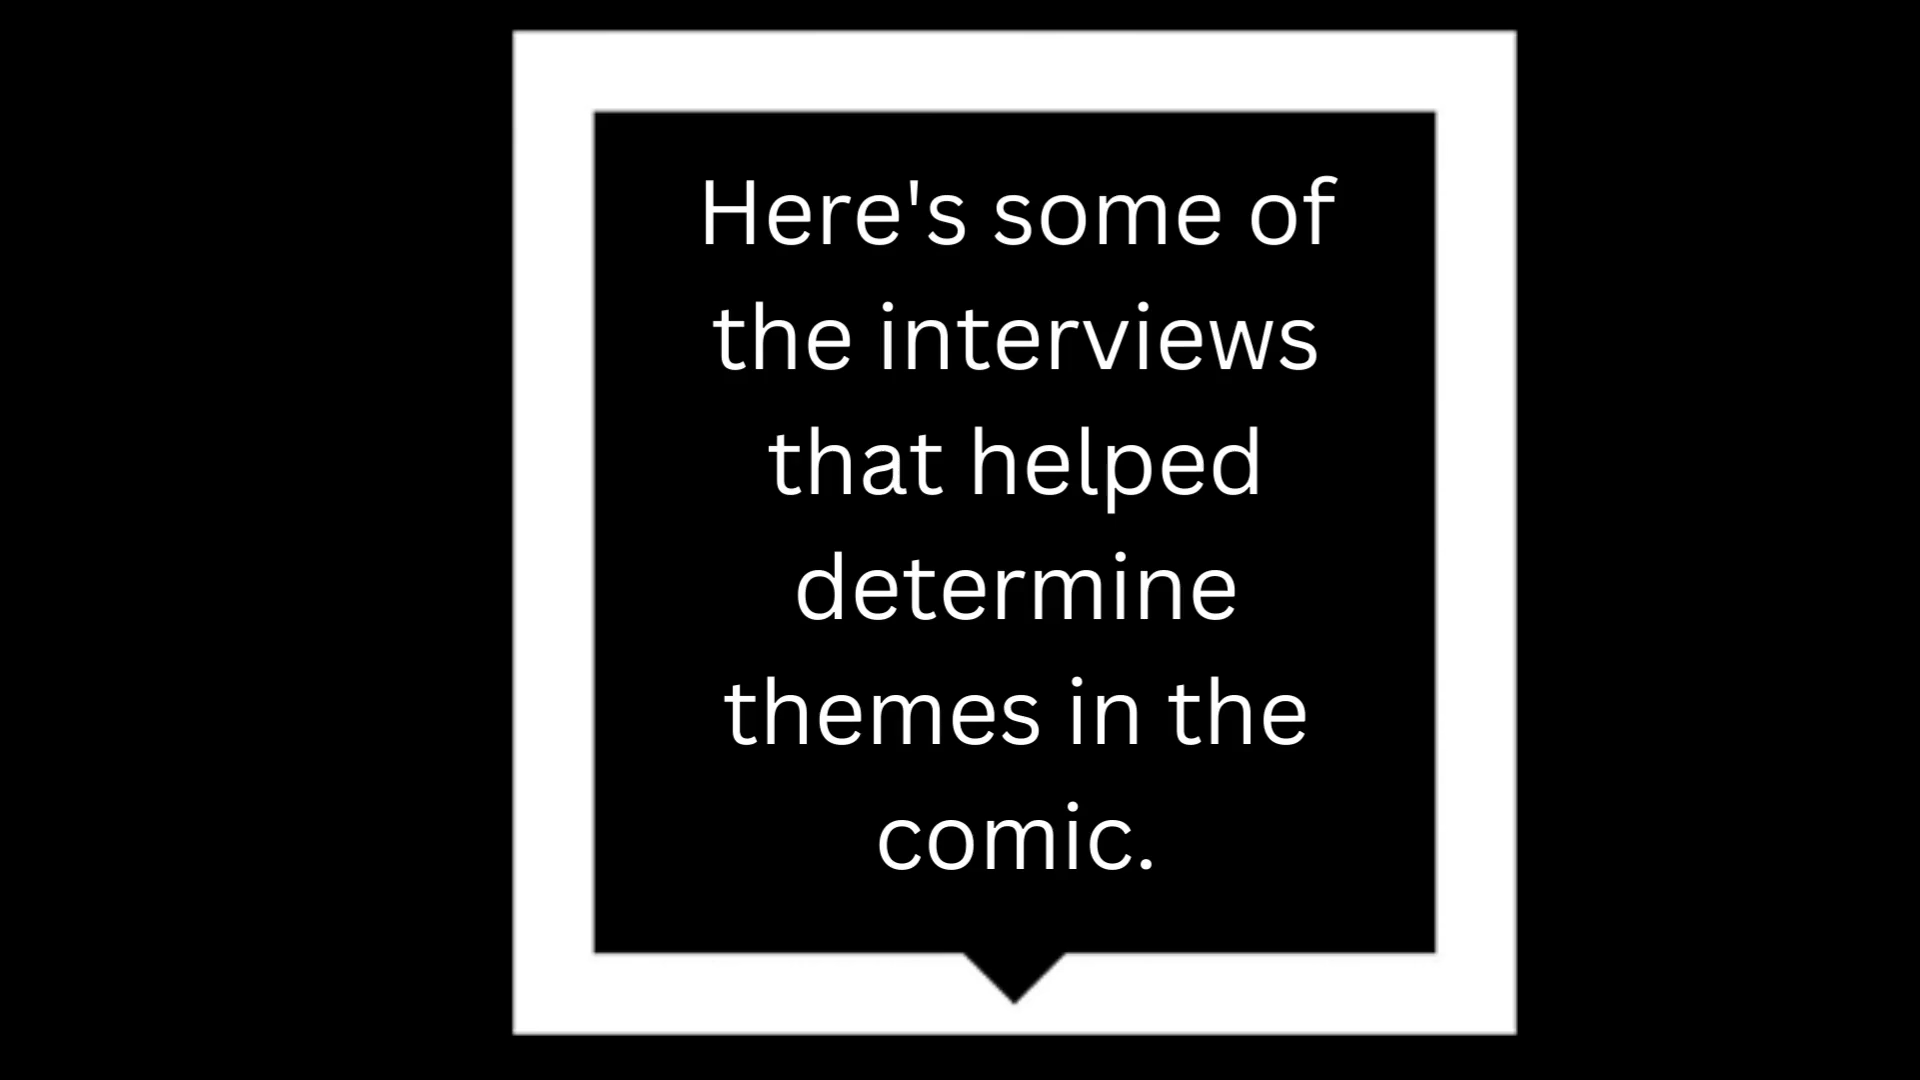 Here's some of
the interviews
that helped
determine
themes in the
comic.